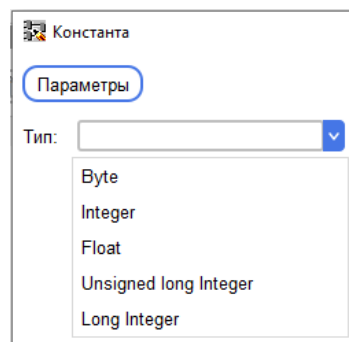 Константа
Параметры
Тип:
Byte
Integer
Float
Unsigned long Integer
Long Integer